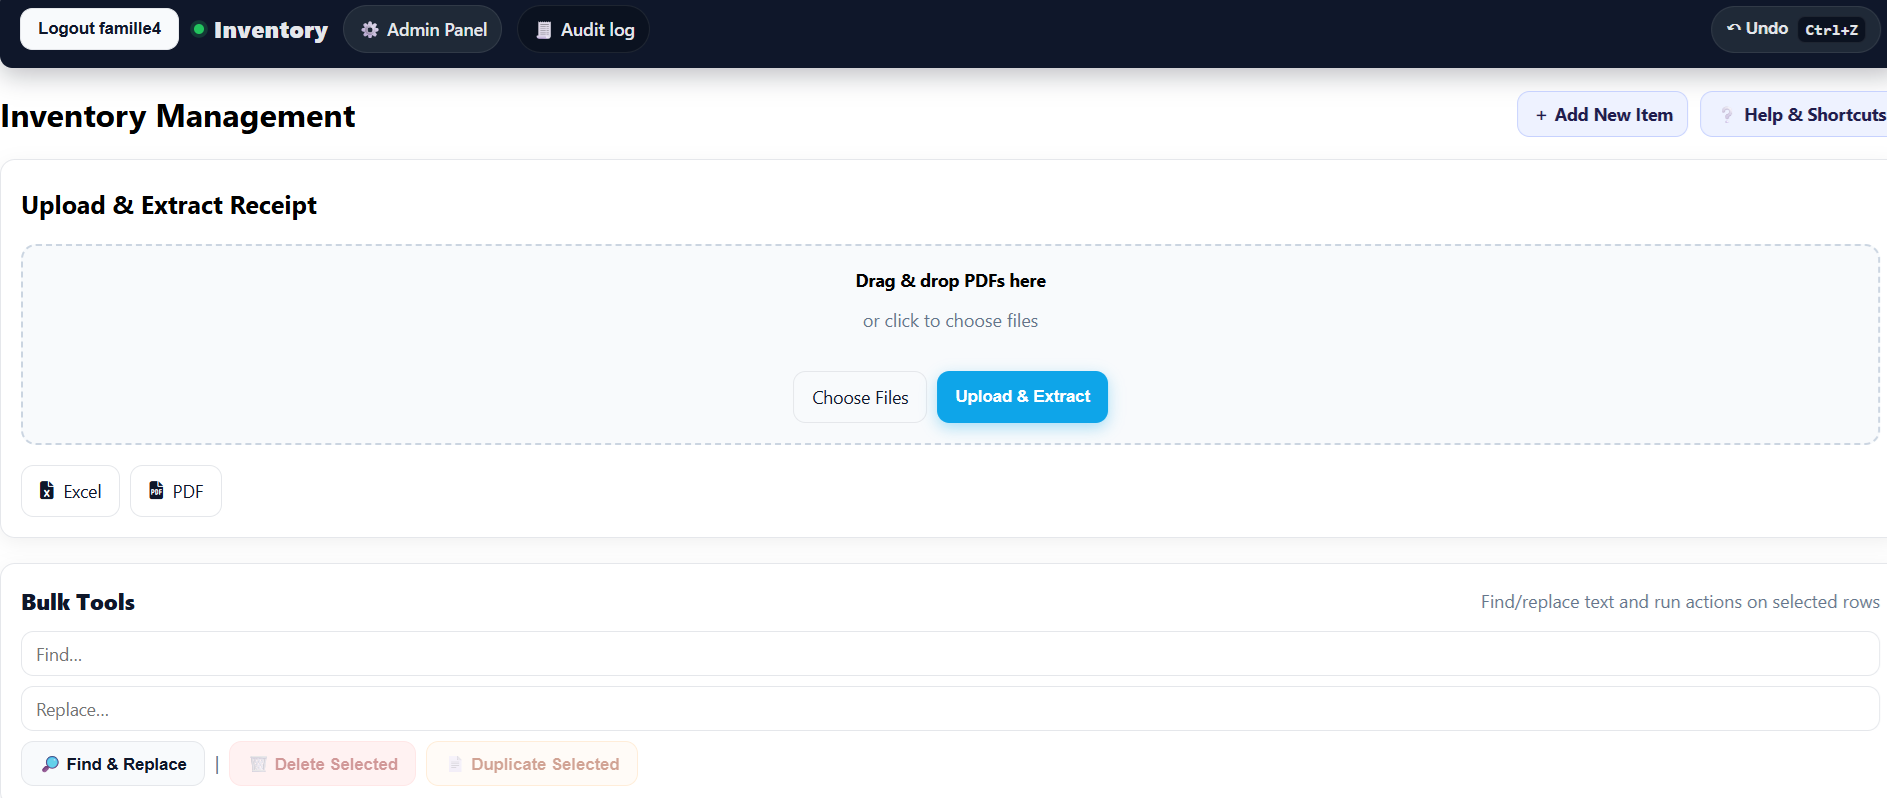 Logout famille4 Inventory Admin Panel Audit log Undo Ctrl+Z
Inventory Management + Add New Item Help & Shortcuts
Upload & Extract Receipt
Drag & drop PDFs here
or click to choose files
Choose Files Upload & Extract
Excel PDF
Bulk Tools Find/replace text and run actions on selected rows
Find...
Replace...
Find & Replace | Delete Selected Duplicate Selected